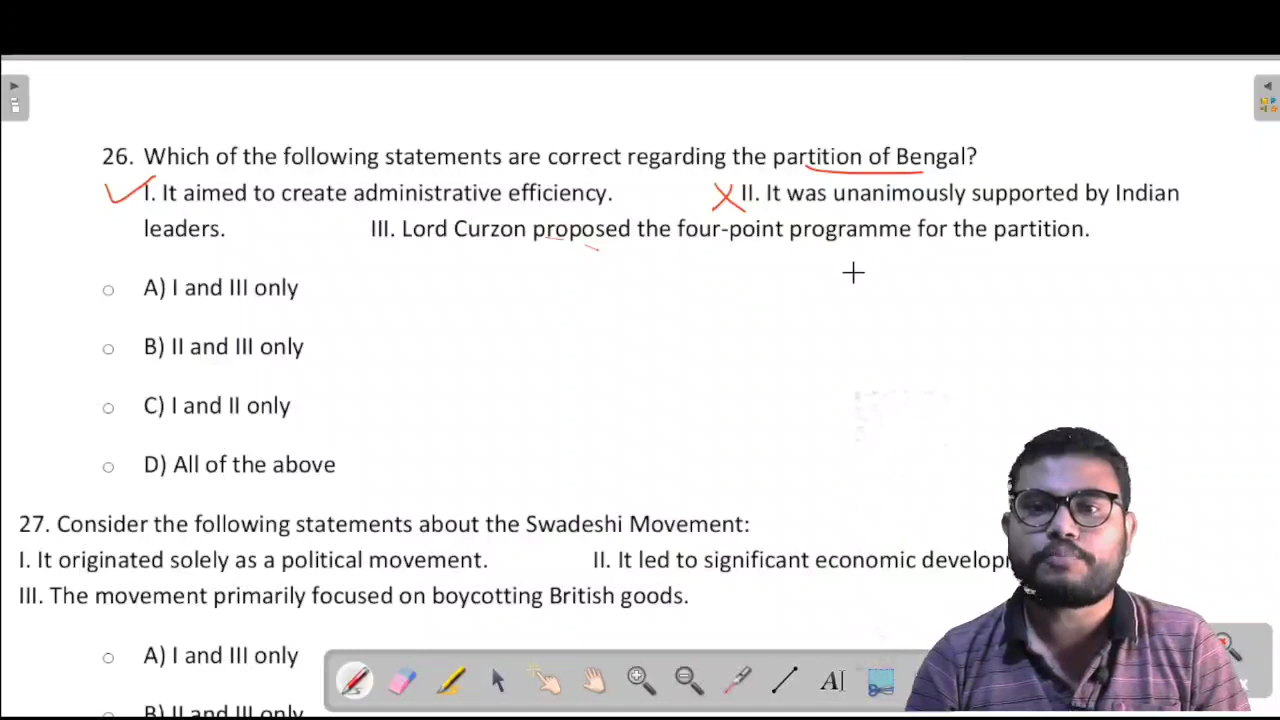 26. Which of the following statements are correct regarding the partition of Bengal?
I. It aimed to create administrative efficiency. II. It was unanimously supported by Indian
leaders. III. Lord Curzon proposed the four-point programme for the partition.
A) I and III only
B) II and III only
C) I and II only
D) All of the above
27. Consider the following statements about the Swadeshi Movement:
I. It originated solely as a political movement. II. It led to significant economic
III. The movement primarily focused on boycotting British goods.
A) I and III only
B) II and III only